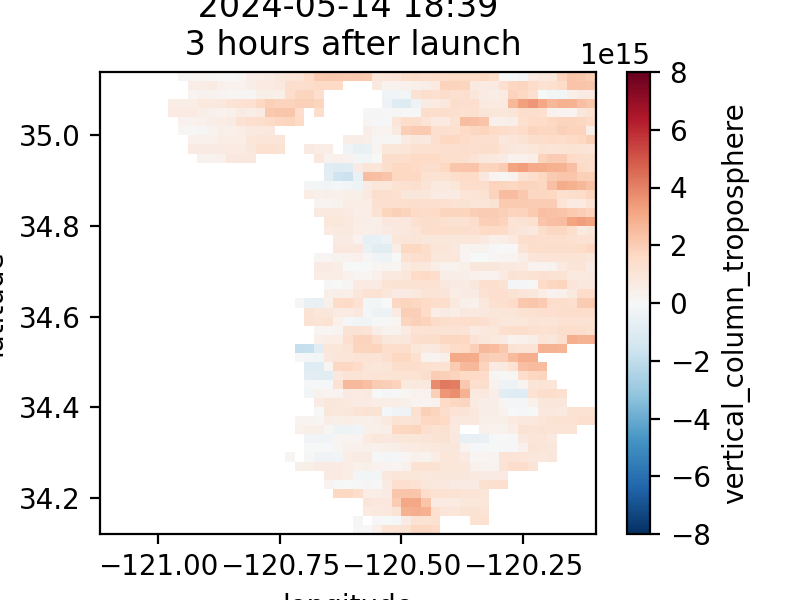 2024-05-14 18:39
3 hours after launch
1e15
8
6
4
2
0
−2
−4
−6
−8
vertical_column_troposphere
35.0
34.8
34.6
34.4
34.2
latitude
−121.00 −120.75 −120.50 −120.25
longitude